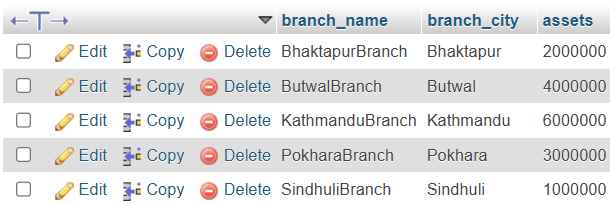 branch_name branch_city assets
Edit Copy Delete BhaktapurBranch Bhaktapur 2000000
Edit Copy Delete ButwalBranch Butwal 4000000
Edit Copy Delete KathmanduBranch Kathmandu 6000000
Edit Copy Delete PokharaBranch Pokhara 3000000
Edit Copy Delete SindhuliBranch Sindhuli 1000000